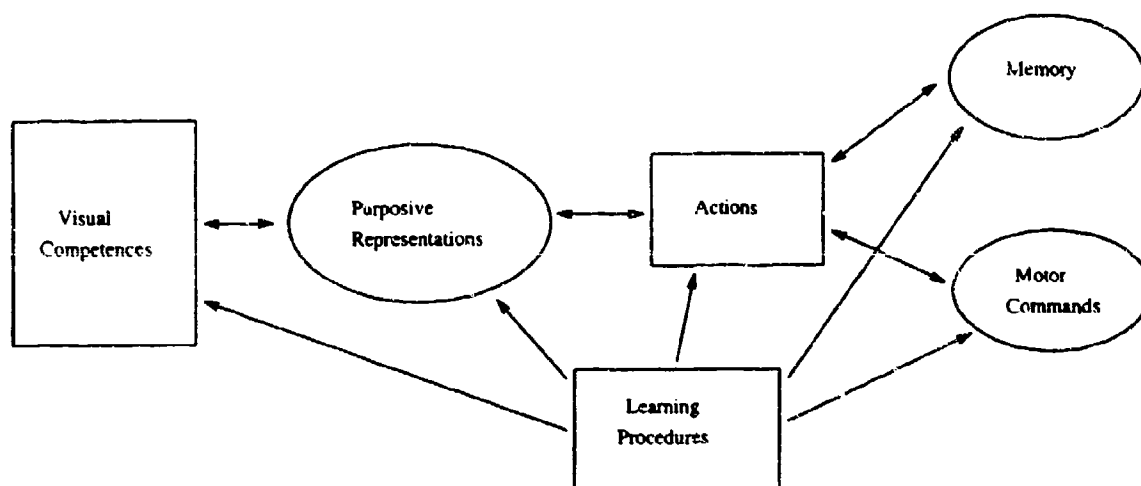 Memory
Visual
Competences
Purposive
Representations
Actions
Motor
Commands
Learning
Procedures